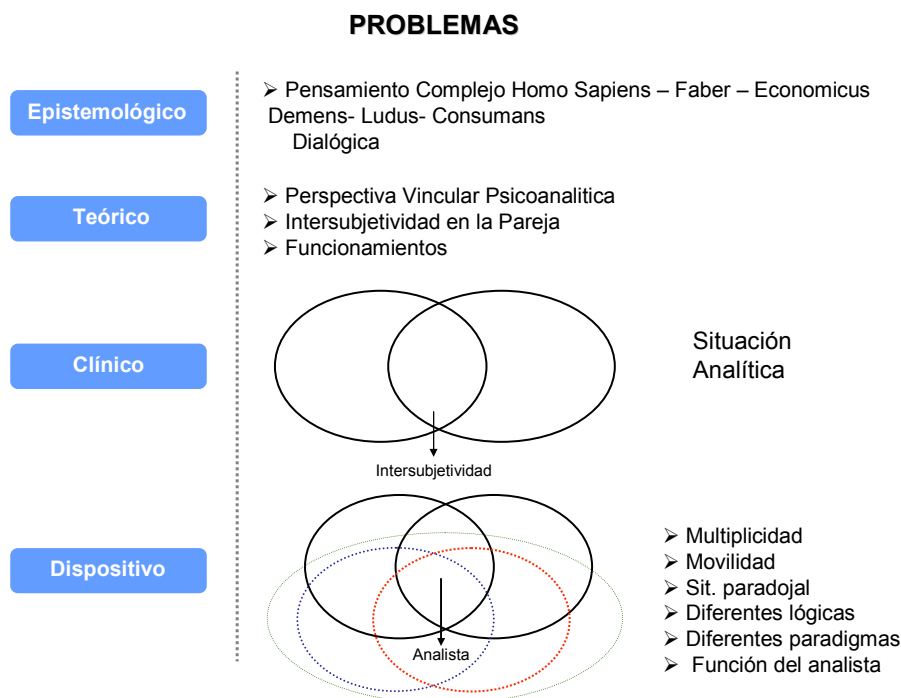 PROBLEMAS
Epistemológico
➢ Pensamiento Complejo Homo Sapiens – Faber – Economicus
Demens- Ludus- Consumans
Dialógica
Teórico
➢ Perspectiva Vincular Psicoanalitica
➢ Intersubjetividad en la Pareja
➢ Funcionamientos
Clínico
Situación
Analítica
Intersubjetividad
Dispositivo
Analista
➢ Multiplicidad
➢ Movilidad
➢ Sit. paradojal
➢ Diferentes lógicas
➢ Diferentes paradigmas
➢ Función del analista